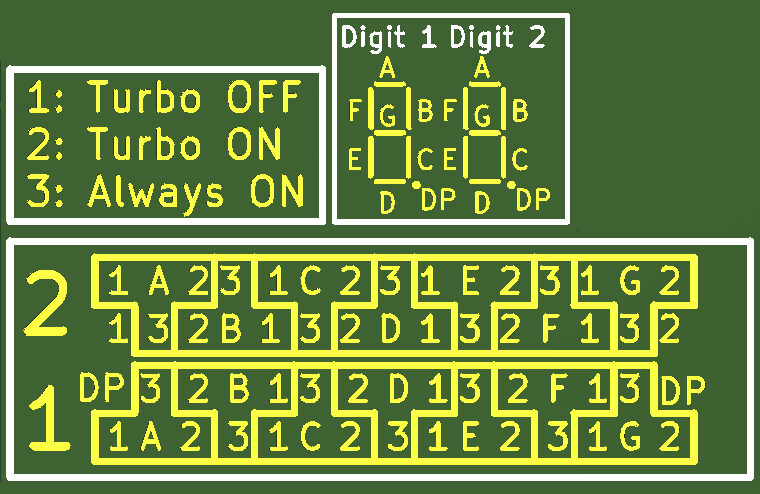 1: Turbo OFF
2: Turbo ON
3: Always ON
Digit 1 Digit 2
A A
F G B F G B
E C E C
D DP D DP
2
1 A 2 3 1 C 2 3 1 E 2 3 1 G 2
1 3 2 B 1 3 2 D 1 3 2 F 1 3 2
1
DP 3 2 B 1 3 2 D 1 3 2 F 1 3 DP
1 A 2 3 1 C 2 3 1 E 2 3 1 G 2